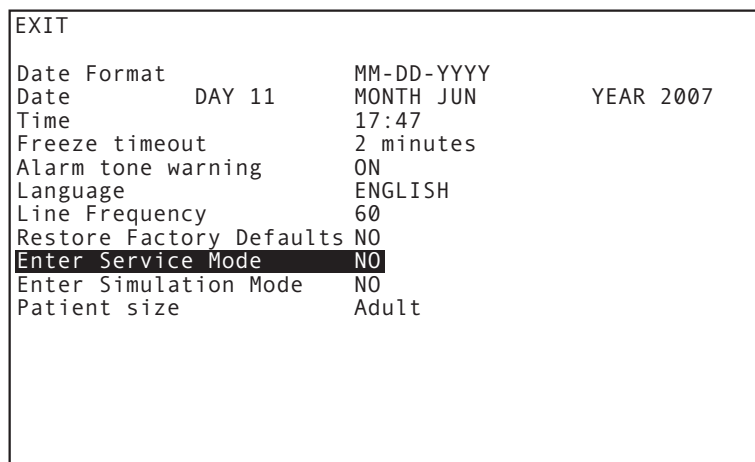 EXIT
Date Format MM-DD-YYYY
Date DAY 11 MONTH JUN YEAR 2007
Time 17:47
Freeze timeout 2 minutes
Alarm tone warning ON
Language ENGLISH
Line Frequency 60
Restore Factory Defaults NO
Enter Service Mode NO
Enter Simulation Mode NO
Patient size Adult